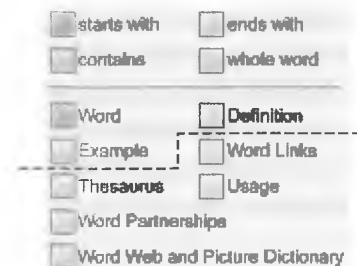 starts with ends with
contains whole word
Word Definition
Example Word Links
Thesaurus Usage
Word Partnerships
Word Web and Picture Dictionary